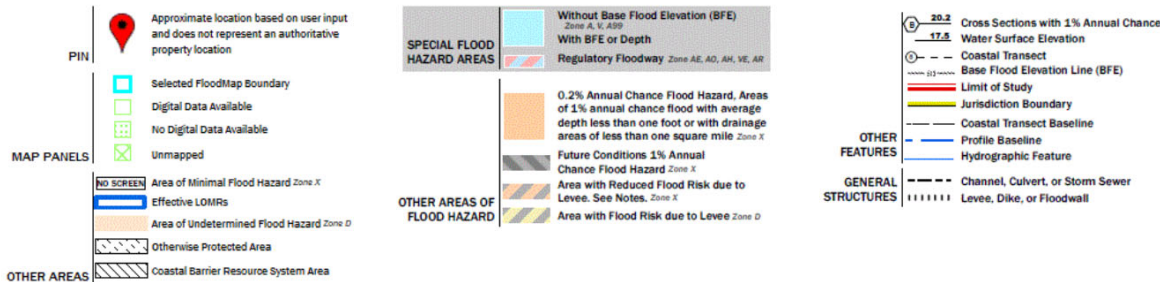 Approximate location based on user input
and does not represent an authoritative
property location
PIN
Selected FloodMap Boundary
Digital Data Available
No Digital Data Available
Unmapped
MAP PANELS
NO SCREEN Area of Minimal Flood Hazard Zone X
Effective LOMRs
Area of Undetermined Flood Hazard Zone D
Otherwise Protected Area
Coastal Barrier Resource System Area
OTHER AREAS
Without Base Flood Elevation (BFE)
Zone A, V, A99
With BFE or Depth
Regulatory Floodway Zone AE, AO, AH, VE, AR
SPECIAL FLOOD
HAZARD AREAS
0.2% Annual Chance Flood Hazard, Areas
of 1% annual chance flood with average
depth less than one foot or with drainage
areas of less than one square mile Zone X
Future Conditions 1% Annual
Chance Flood Hazard Zone X
Area with Reduced Flood Risk due to
Levee. See Notes. Zone X
Area with Flood Risk due to Levee Zone D
OTHER AREAS OF
FLOOD HAZARD
B 20.2 Cross Sections with 1% Annual Chance
17.5 Water Surface Elevation
8 Coastal Transect
513 Base Flood Elevation Line (BFE)
Limit of Study
Jurisdiction Boundary
Coastal Transect Baseline
Profile Baseline
Hydrographic Feature
OTHER
FEATURES
Channel, Culvert, or Storm Sewer
Levee, Dike, or Floodwall
GENERAL
STRUCTURES